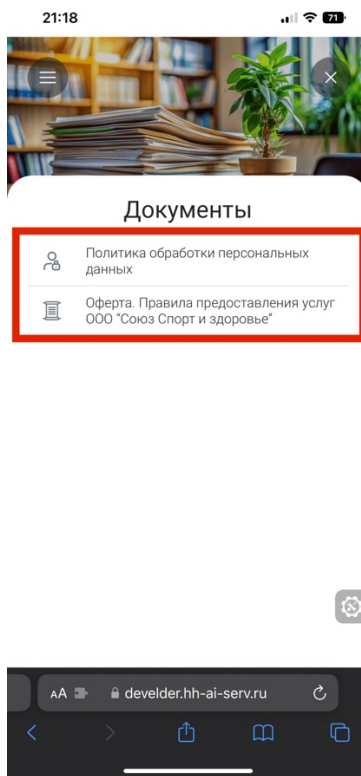 21:18
71
Документы
Политика обработки персональных
данных
Оферта. Правила предоставления услуг
ООО "Союз Спорт и здоровье"
AA
develder.hh-ai-serv.ru